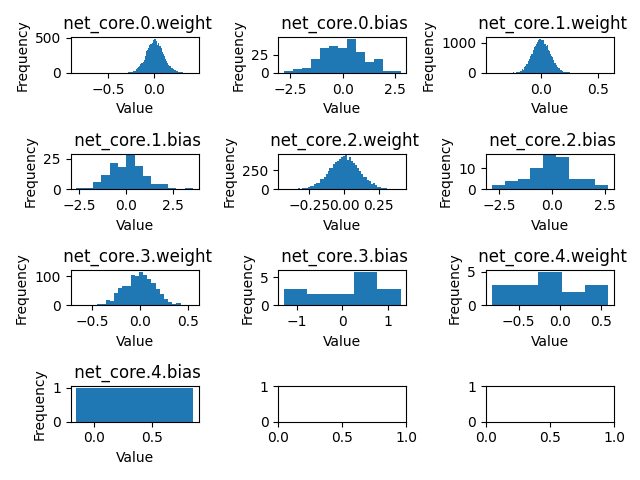 net_core.0.weight
net_core.0.bias
net_core.1.weight
Frequency
500
0
−0.5
0.0
Value
Frequency
25
0
−2.5
0.0
2.5
Value
Frequency
1000
0
0.0
0.5
Value
net_core.1.bias
net_core.2.weight
net_core.2.bias
Frequency
25
0
−2.5
0.0
2.5
Value
Frequency
250
0
−0.25
0.00
0.25
Value
Frequency
10
0
−2.5
0.0
2.5
Value
net_core.3.weight
net_core.3.bias
net_core.4.weight
Frequency
100
0
−0.5
0.0
0.5
Value
Frequency
5
0
−1
0
1
Value
Frequency
5
0
−0.5
0.0
0.5
Value
net_core.4.bias
Frequency
1
0
0.0
0.5
Value
1
0
0.0
0.5
1.0
1
0
0.0
0.5
1.0